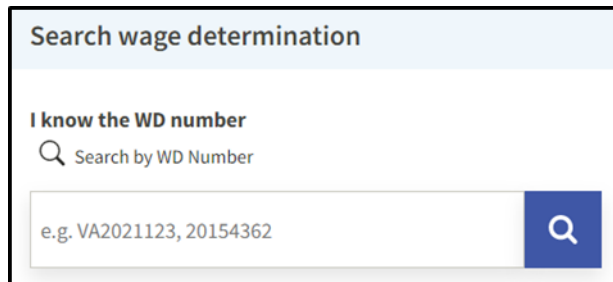 Search wage determination
I know the WD number
Search by WD Number
e.g. VA2021123, 20154362